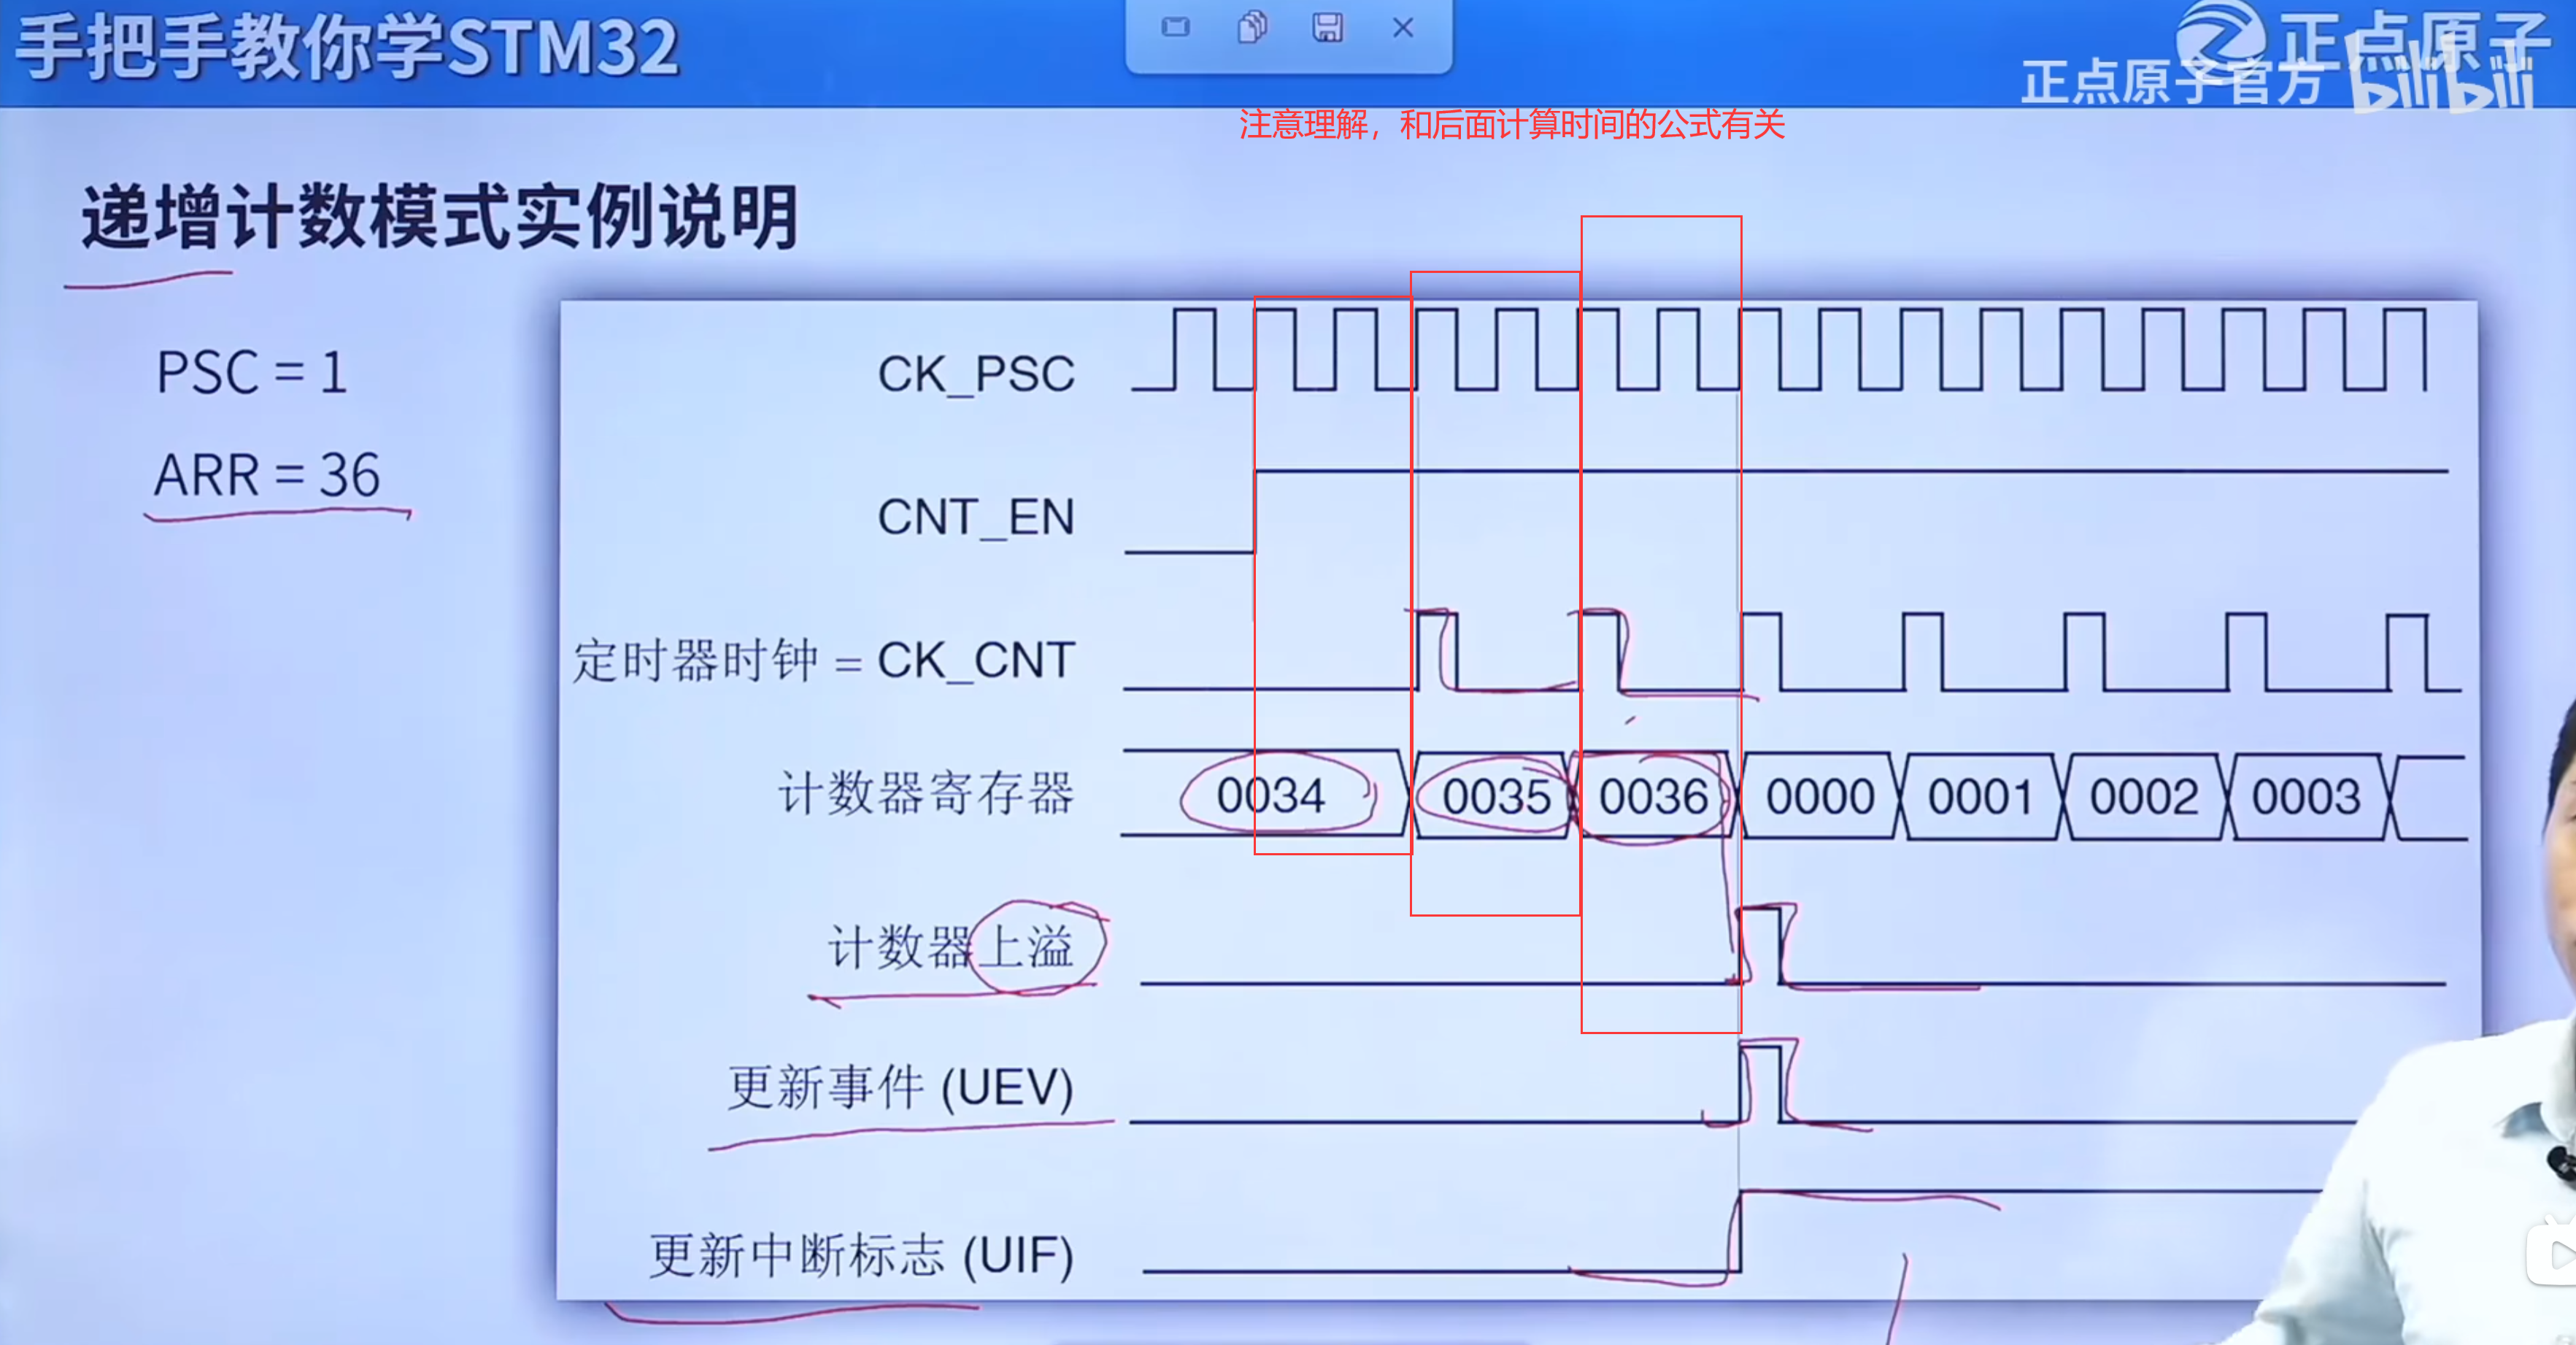 手把手教你学STM32
正点原子
正点原子官方 bilibili
注意理解，和后面计算时间的公式有关
递增计数模式实例说明
PSC = 1
ARR = 36
CK_PSC
CNT_EN
定时器时钟 = CK_CNT
计数器寄存器 0034 0035 0036 0000 0001 0002 0003
计数器上溢
更新事件 (UEV)
更新中断标志 (UIF)